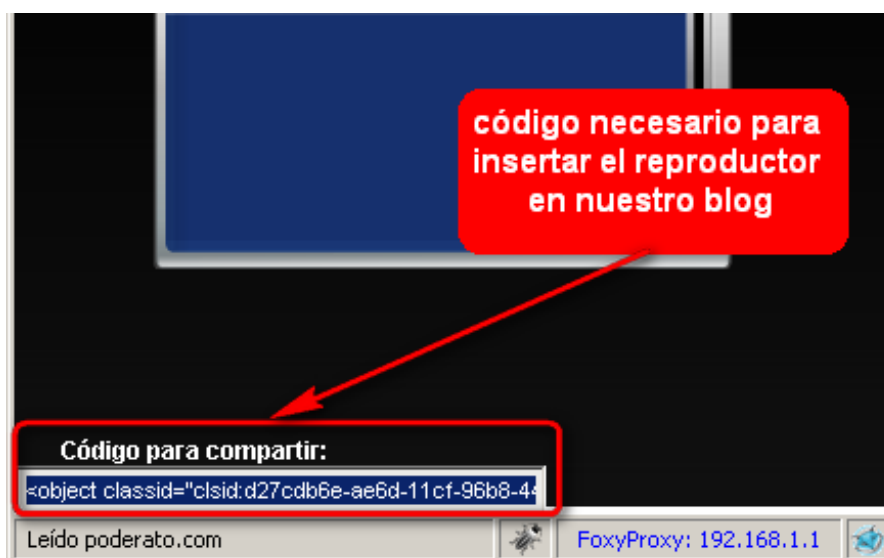 código necesario para
insertar el reproductor
en nuestro blog
Código para compartir:
<object classid="clsid:d27cdb6e-ae6d-11cf-96b8-44
Leído poderato.com
FoxyProxy: 192.168.1.1